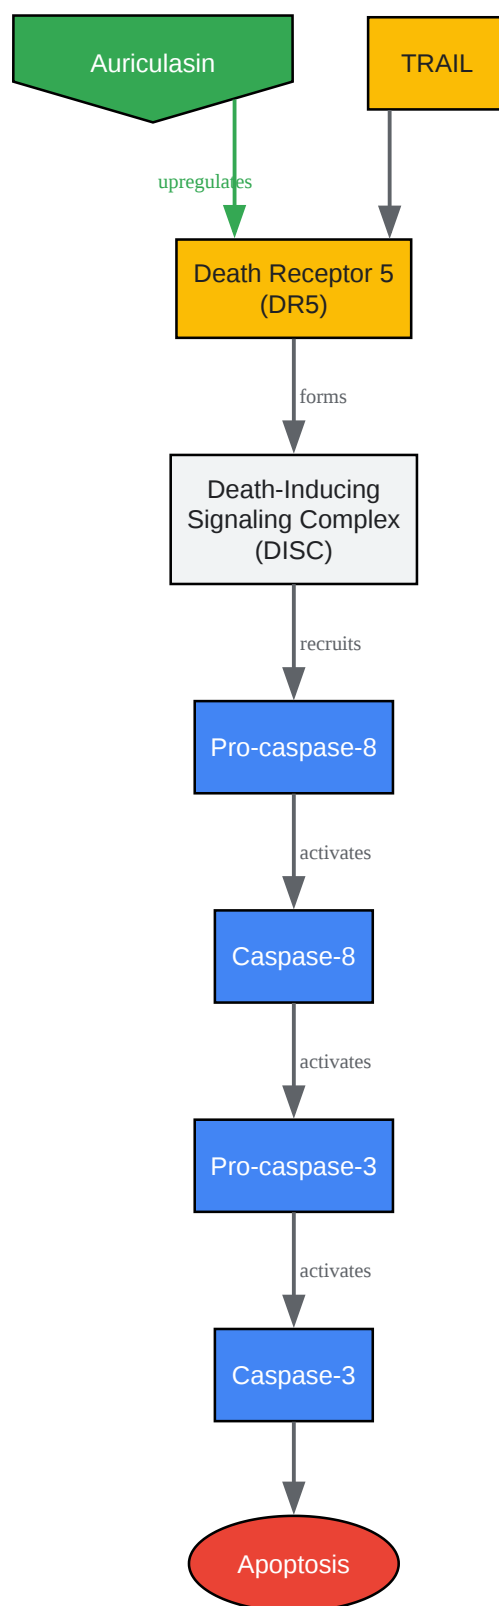 Auriculasin
TRAIL
upregulates
Death Receptor 5
(DR5)
forms
Death-Inducing
Signaling Complex
(DISC)
recruits
Pro-caspase-8
activates
Caspase-8
activates
Pro-caspase-3
activates
Caspase-3
Apoptosis